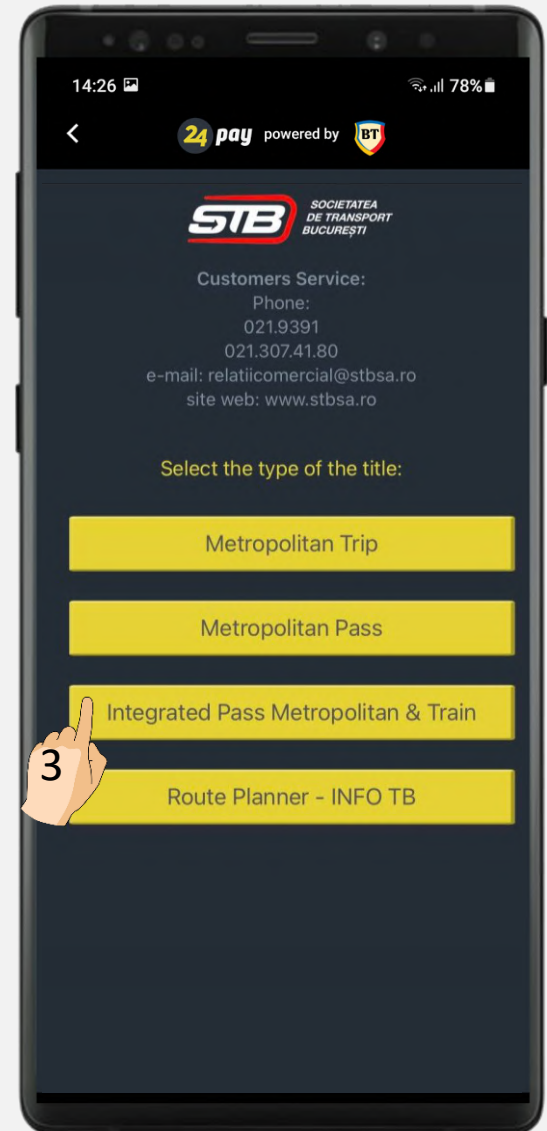 14:26 78%
24 pay powered by BT
STB SOCIETATEA
DE TRANSPORT
BUCUREȘTI
Customers Service:
Phone:
021.9391
021.307.41.80
e-mail: relatiicomercial@stbsa.ro
site web: www.stbsa.ro
Select the type of the title:
Metropolitan Trip
Metropolitan Pass
Integrated Pass Metropolitan & Train
3
Route Planner - INFO TB